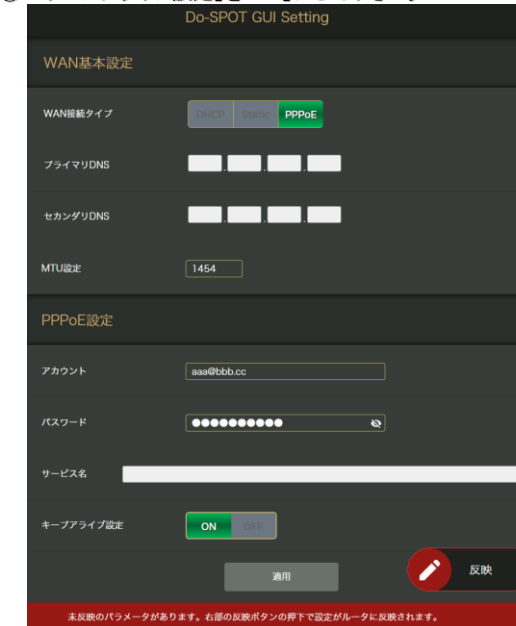 Do-SPOT GUI Setting
WAN基本設定
WAN接続タイプ DHCP Static PPPoE
プライマリDNS . . .
セカンダリDNS . . .
MTU設定 1454
PPPoE設定
アカウント aaa@bbb.cc
パスワード ●●●●●●●●●●
サービス名
キープアライブ設定 ON OFF
適用
反映
未反映のパラメータがあります。右部の反映ボタンの押下で設定がルータに反映されます。